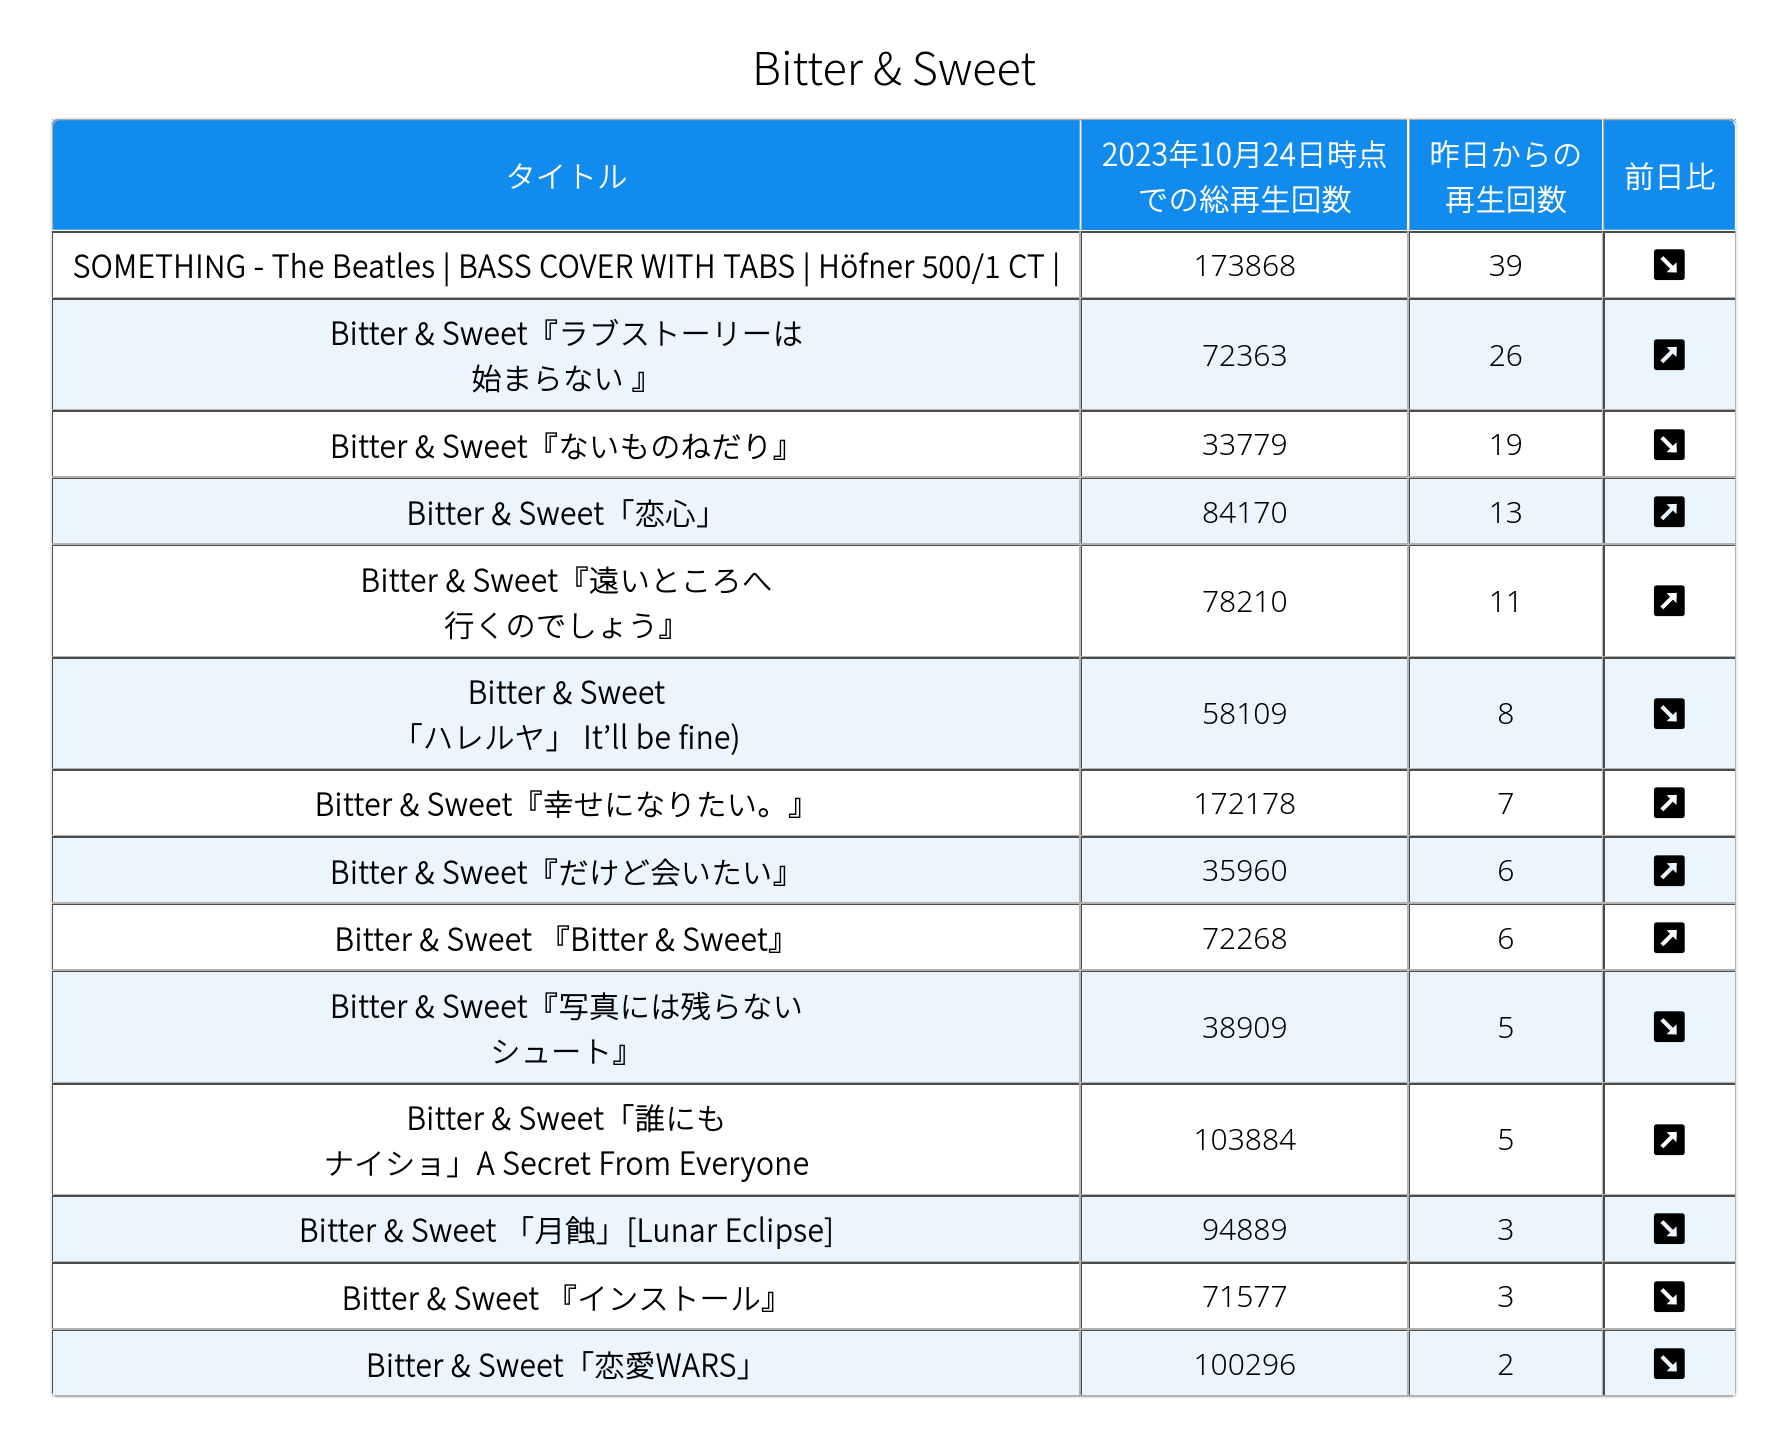 Bitter & Sweet
タイトル
2023年10月24日時点
での総再生回数
昨日からの
再生回数
前日比
SOMETHING - The Beatles | BASS COVER WITH TABS | Höfner 500/1 CT |
173868
39
Bitter & Sweet『ラブストーリーは
始まらない 』
72363
26
Bitter & Sweet『ないものねだり』
33779
19
Bitter & Sweet「恋心」
84170
13
Bitter & Sweet『遠いところへ
行くのでしょう』
78210
11
Bitter & Sweet
「ハレルヤ」 It’ll be fine)
58109
8
Bitter & Sweet『幸せになりたい。』
172178
7
Bitter & Sweet『だけど会いたい』
35960
6
Bitter & Sweet 『Bitter & Sweet』
72268
6
Bitter & Sweet『写真には残らない
シュート』
38909
5
Bitter & Sweet「誰にも
ナイショ」A Secret From Everyone
103884
5
Bitter & Sweet 「月蝕」[Lunar Eclipse]
94889
3
Bitter & Sweet 『インストール』
71577
3
Bitter & Sweet「恋愛WARS」
100296
2